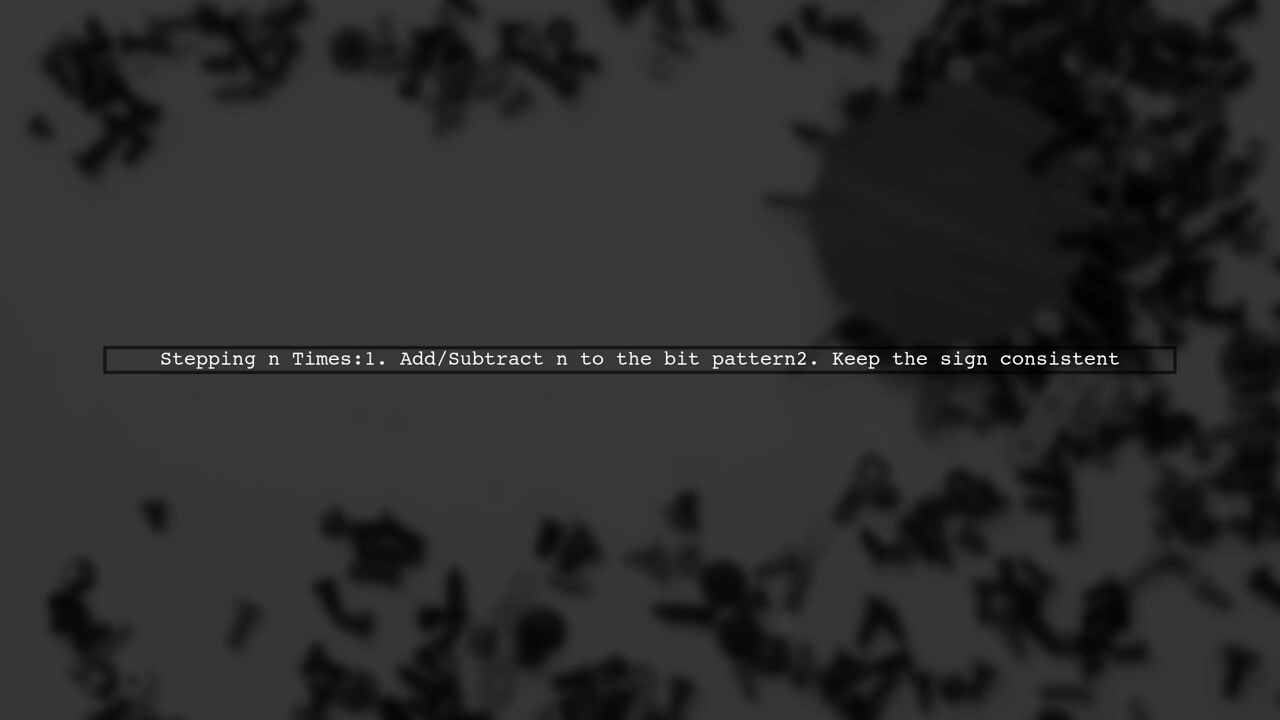 Stepping n Times:1. Add/Subtract n to the bit pattern2. Keep the sign consistent